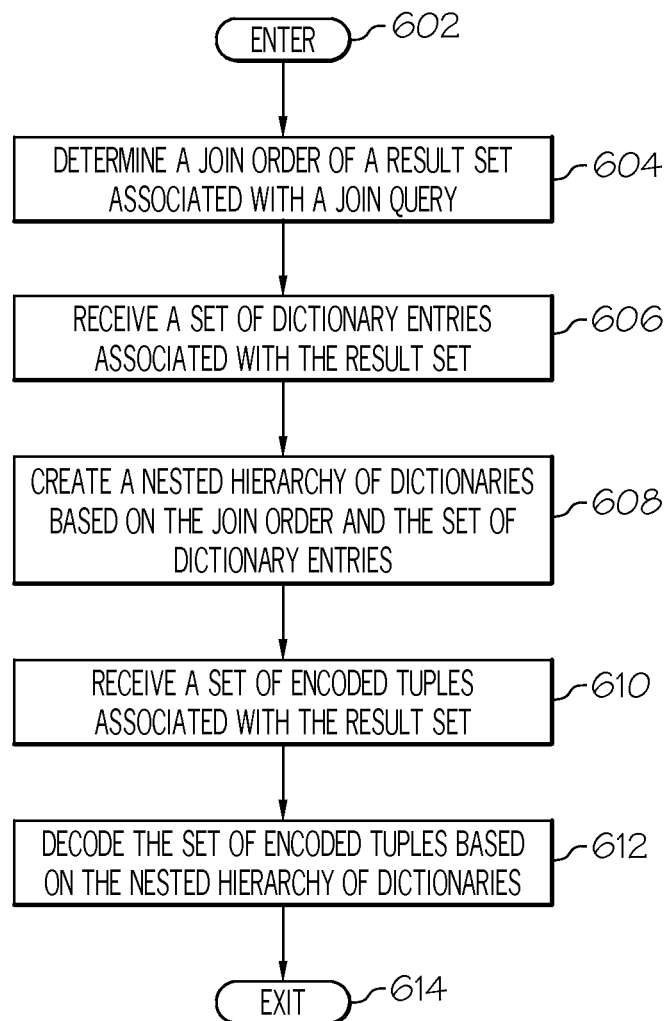 ENTER 602
DETERMINE A JOIN ORDER OF A RESULT SET
ASSOCIATED WITH A JOIN QUERY
604
RECEIVE A SET OF DICTIONARY ENTRIES
ASSOCIATED WITH THE RESULT SET
606
CREATE A NESTED HIERARCHY OF DICTIONARIES
BASED ON THE JOIN ORDER AND THE SET OF
DICTIONARY ENTRIES
608
RECEIVE A SET OF ENCODED TUPLES
ASSOCIATED WITH THE RESULT SET
610
DECODE THE SET OF ENCODED TUPLES BASED
ON THE NESTED HIERARCHY OF DICTIONARIES
612
EXIT 614